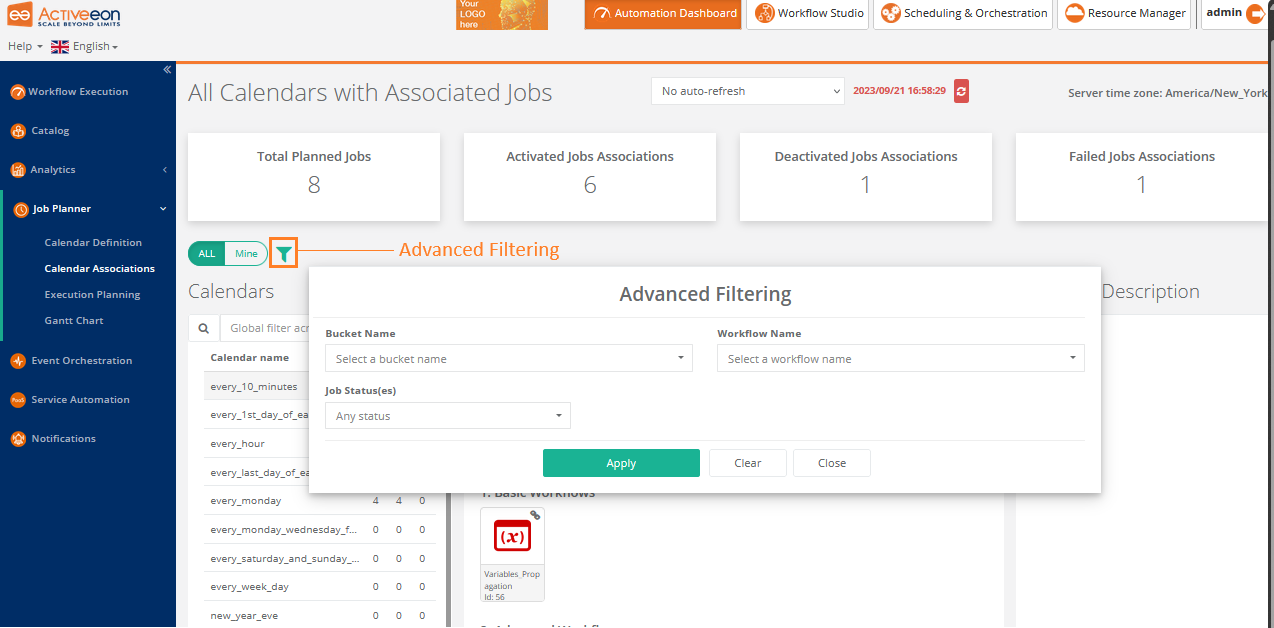 Activeeon
SCALE BEYOND LIMITS
Your
LOGO
here
Automation Dashboard
Workflow Studio
Scheduling & Orchestration
Resource Manager
admin
Help
English
Workflow Execution
Catalog
Analytics
Job Planner
Calendar Definition
Calendar Associations
Execution Planning
Gantt Chart
Event Orchestration
PaaS
Service Automation
Notifications
All Calendars with Associated Jobs
No auto-refresh
2023/09/21 16:58:29
Server time zone: America/New_York
Total Planned Jobs
8
Activated Jobs Associations
6
Deactivated Jobs Associations
1
Failed Jobs Associations
1
ALL
Mine
Advanced Filtering
Calendars
Description
Advanced Filtering
Bucket Name
Workflow Name
Select a bucket name
Select a workflow name
Job Status(es)
Any status
Apply
Clear
Close
Global filter acr
Calendar name
every_10_minutes
every_1st_day_of_ea
every_hour
every_last_day_of_ea
every_monday 4 4 0
every_monday_wednesday_f... 0 0 0
every_saturday_and_sunday_... 0 0 0
every_week_day 0 0 0
new_year_eve 0 0 0
1. Basic Workflows
(x)
Variables_Prop
agation
Id: 56